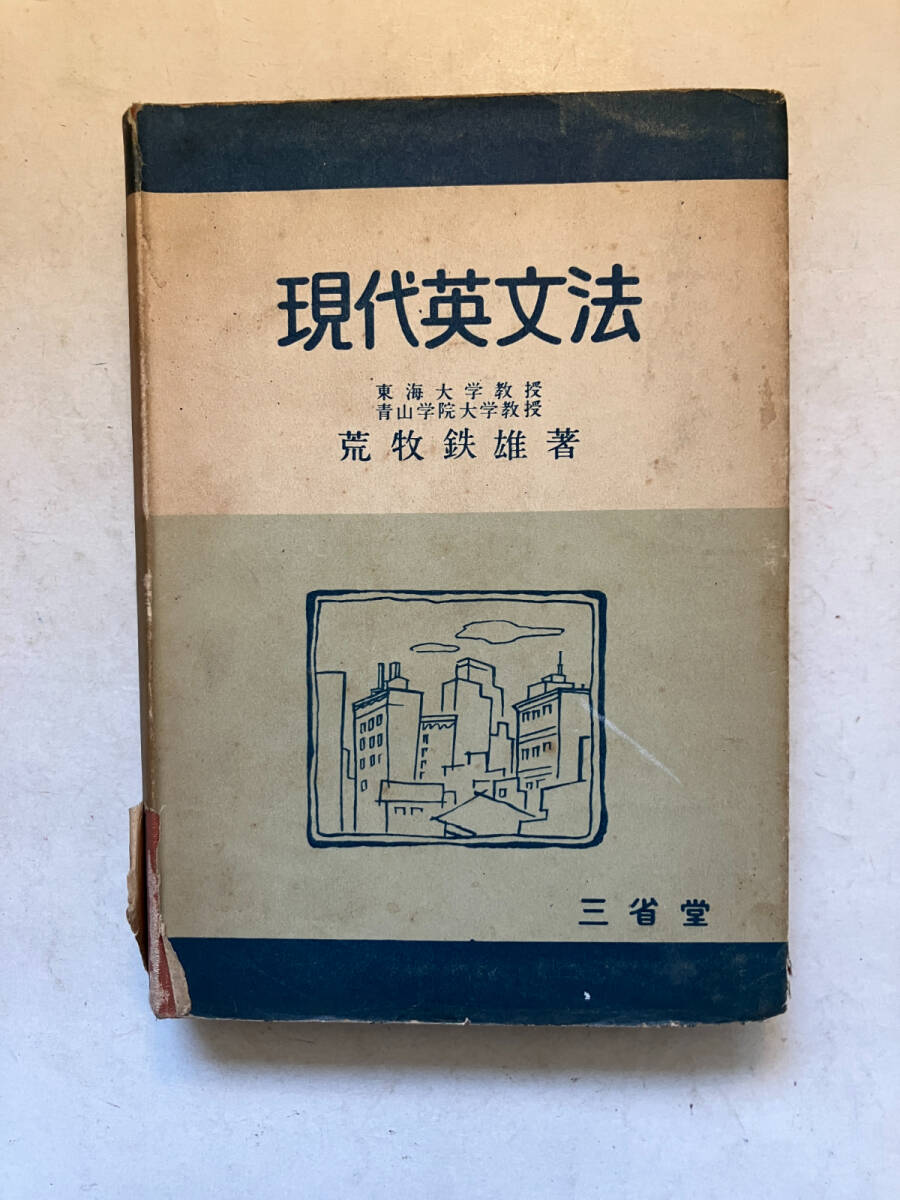 現代英文法
東海大学教授
青山学院大学教授
荒牧鉄雄著
三省堂